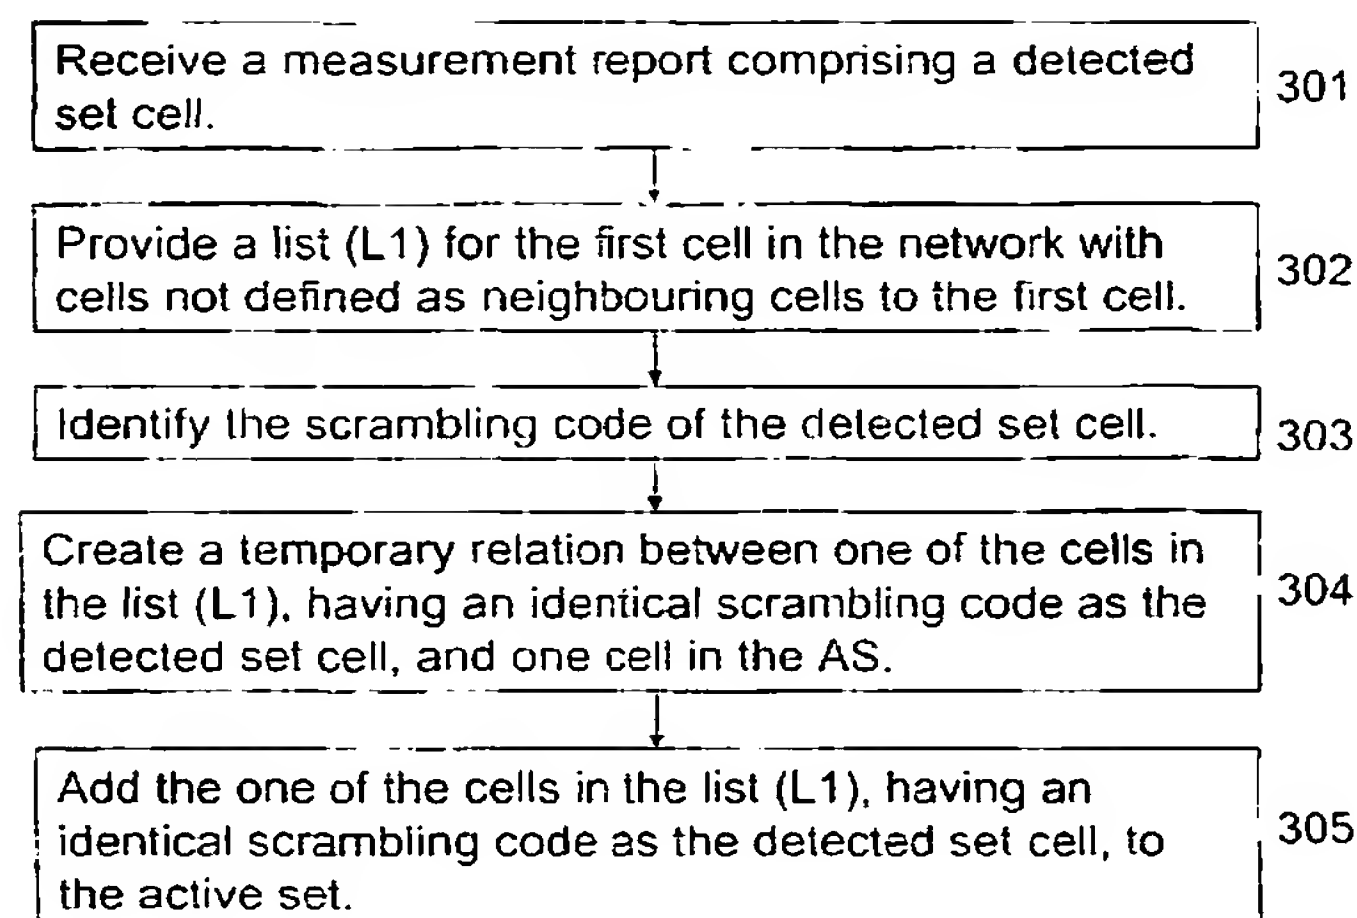 Receive a measurement report comprising a detected
set cell.
301
Provide a list (L1) for the first cell in the network with
cells not defined as neighbouring cells to the first cell.
302
Identify the scrambling code of the detected set cell.
303
Create a temporary relation between one of the cells in
the list (L1), having an identical scrambling code as the
detected set cell, and one cell in the AS.
304
Add the one of the cells in the list (L1), having an
identical scrambling code as the detected set cell, to
the active set.
305